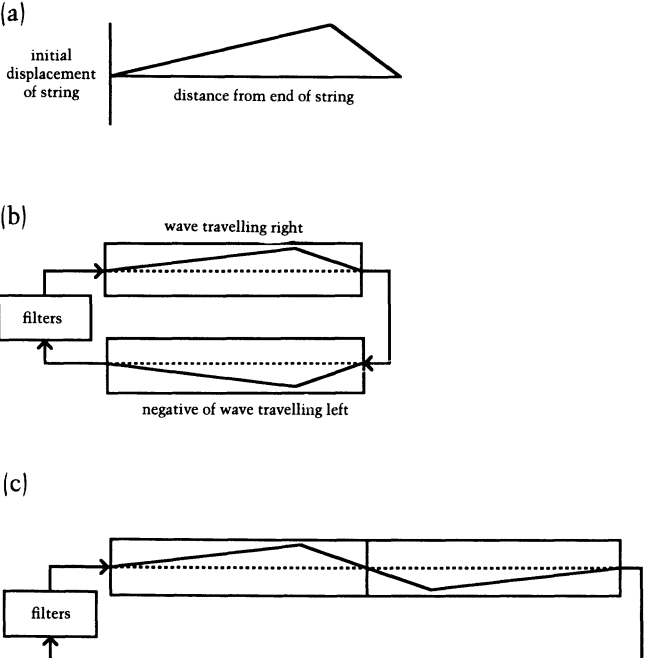 (a)
initial
displacement
of string
distance from end of string
(b)
wave travelling right
filters
negative of wave travelling left
(c)
filters